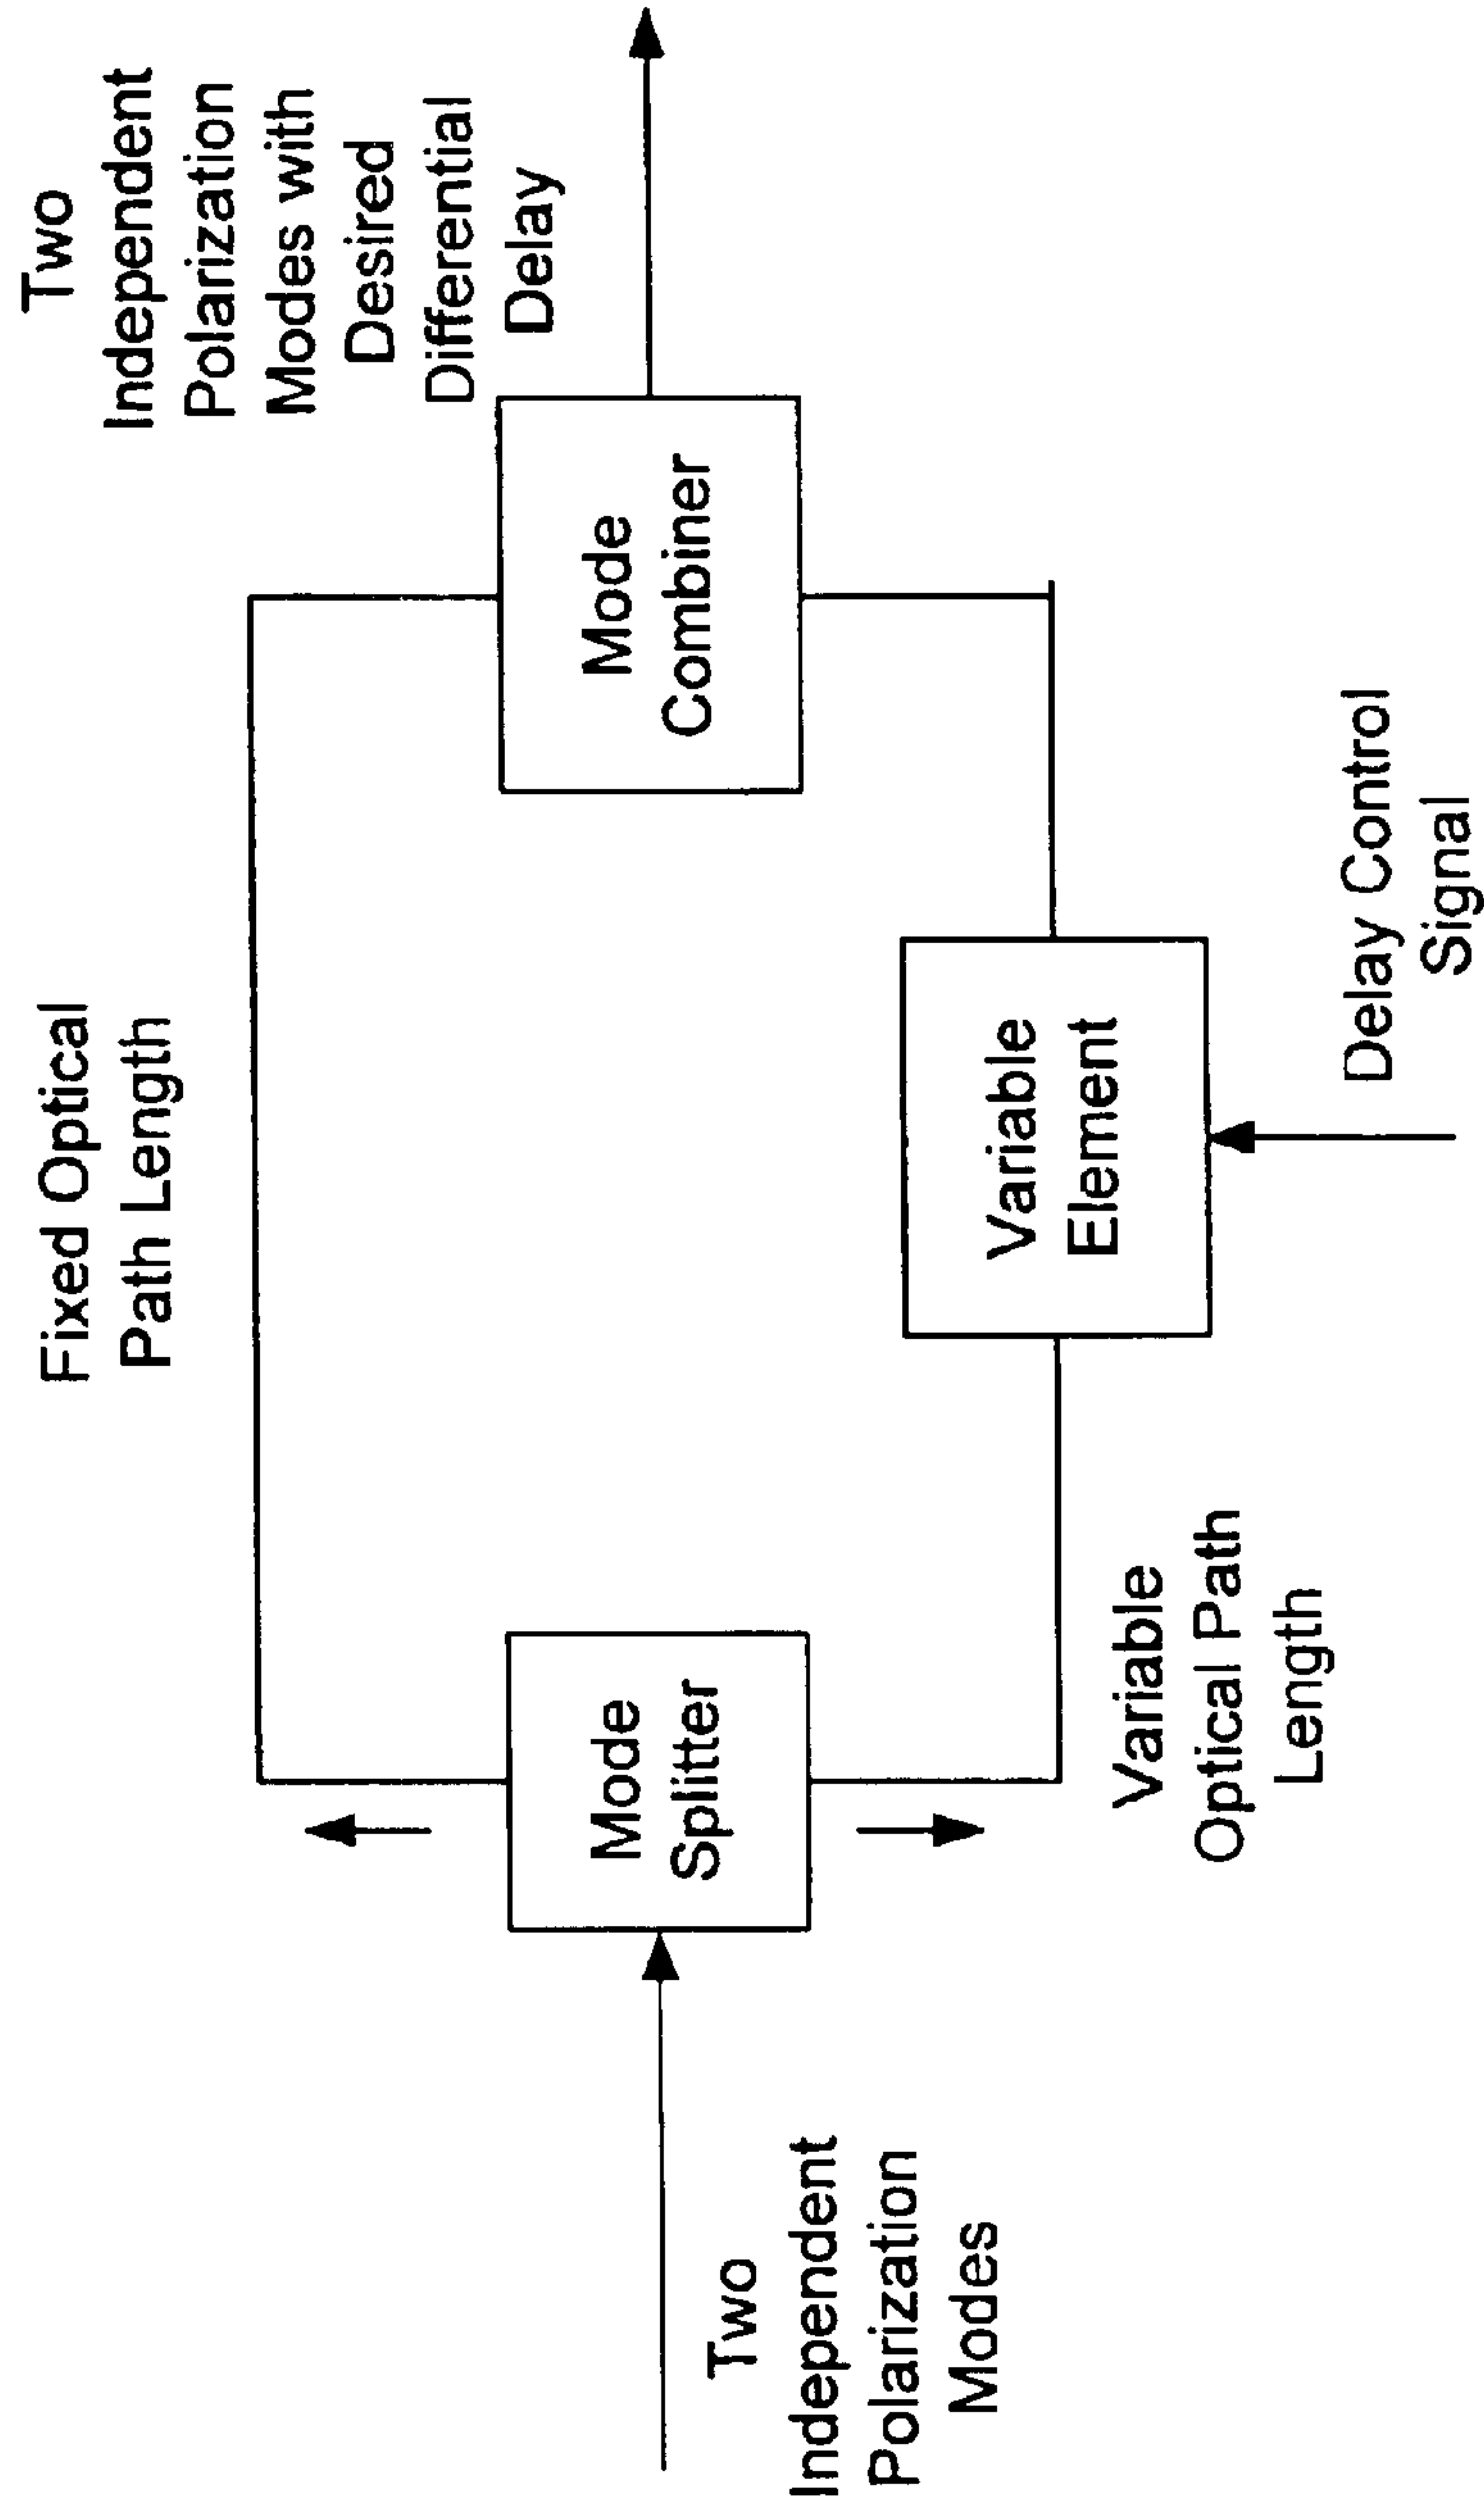 Two
Independent
Polarization
Modes
Mode
Splitter
Fixed Optical
Path Length
Variable
Optical Path
Length
Variable
Element
Delay Control
Signal
Mode
Combiner
Two
Independent
Polarization
Modes with
Desired
Differential
Delay